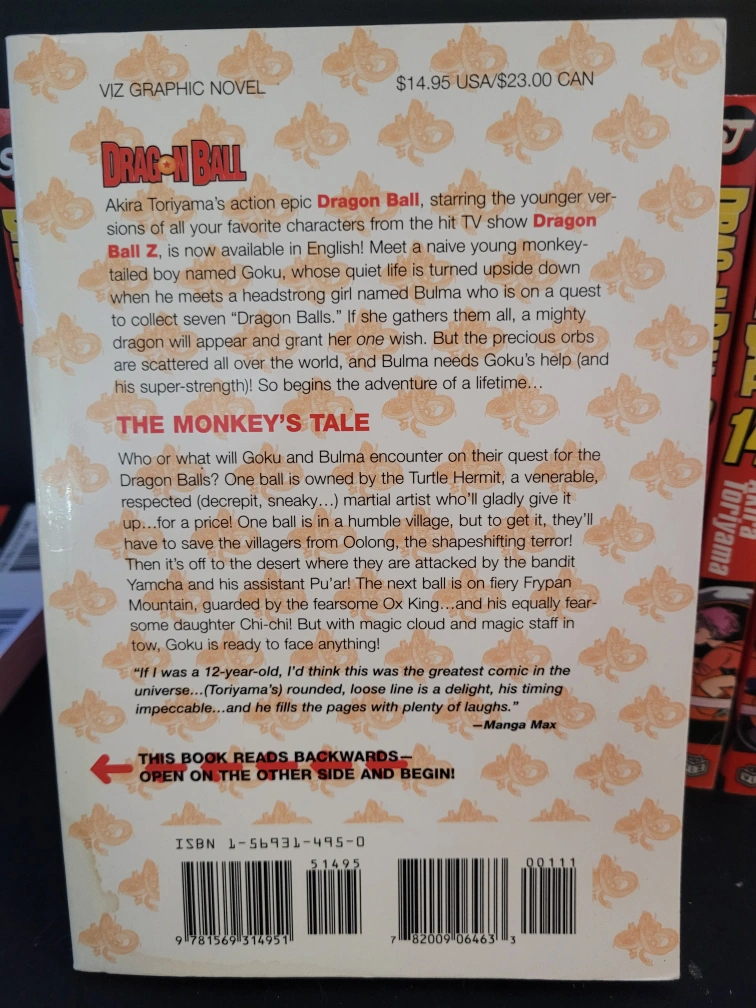 VIZ GRAPHIC NOVEL
$14.95 USA/$23.00 CAN
DRAGON BALL
Akira Toriyama's action epic Dragon Ball, starring the younger ver-
sions of all your favorite characters from the hit TV show Dragon
Ball Z, is now available in English! Meet a naive young monkey-
tailed boy named Goku, whose quiet life is turned upside down
when he meets a headstrong girl named Bulma who is on a quest
to collect seven "Dragon Balls." If she gathers them all, a mighty
dragon will appear and grant her one wish. But the precious orbs
are scattered all over the world, and Bulma needs Goku's help (and
his super-strength)! So begins the adventure of a lifetime...
THE MONKEY'S TALE
Who or what will Goku and Bulma encounter on their quest for the
Dragon Balls? One ball is owned by the Turtle Hermit, a venerable,
respected (decrepit, sneaky...) martial artist who'll gladly give it
up...for a price! One ball is in a humble village, but to get it, they'll
have to save the villagers from Oolong, the shapeshifting terror!
Then it's off to the desert where they are attacked by the bandit
Yamcha and his assistant Pu'ar! The next ball is on fiery Frypan
Mountain, guarded by the fearsome Ox King...and his equally fear-
some daughter Chi-chi! But with magic cloud and magic staff in
tow, Goku is ready to face anything!
"If I was a 12-year-old, I'd think this was the greatest comic in the
universe...(Toriyama's) rounded, loose line is a delight, his timing
impeccable...and he fills the pages with plenty of laughs."
—Manga Max
THIS BOOK READS BACKWARDS—
OPEN ON THE OTHER SIDE AND BEGIN!
ISBN 1-56931-495-0
51495
00111
9 781569 314951
7 82009 06463 3
14
Toriyama